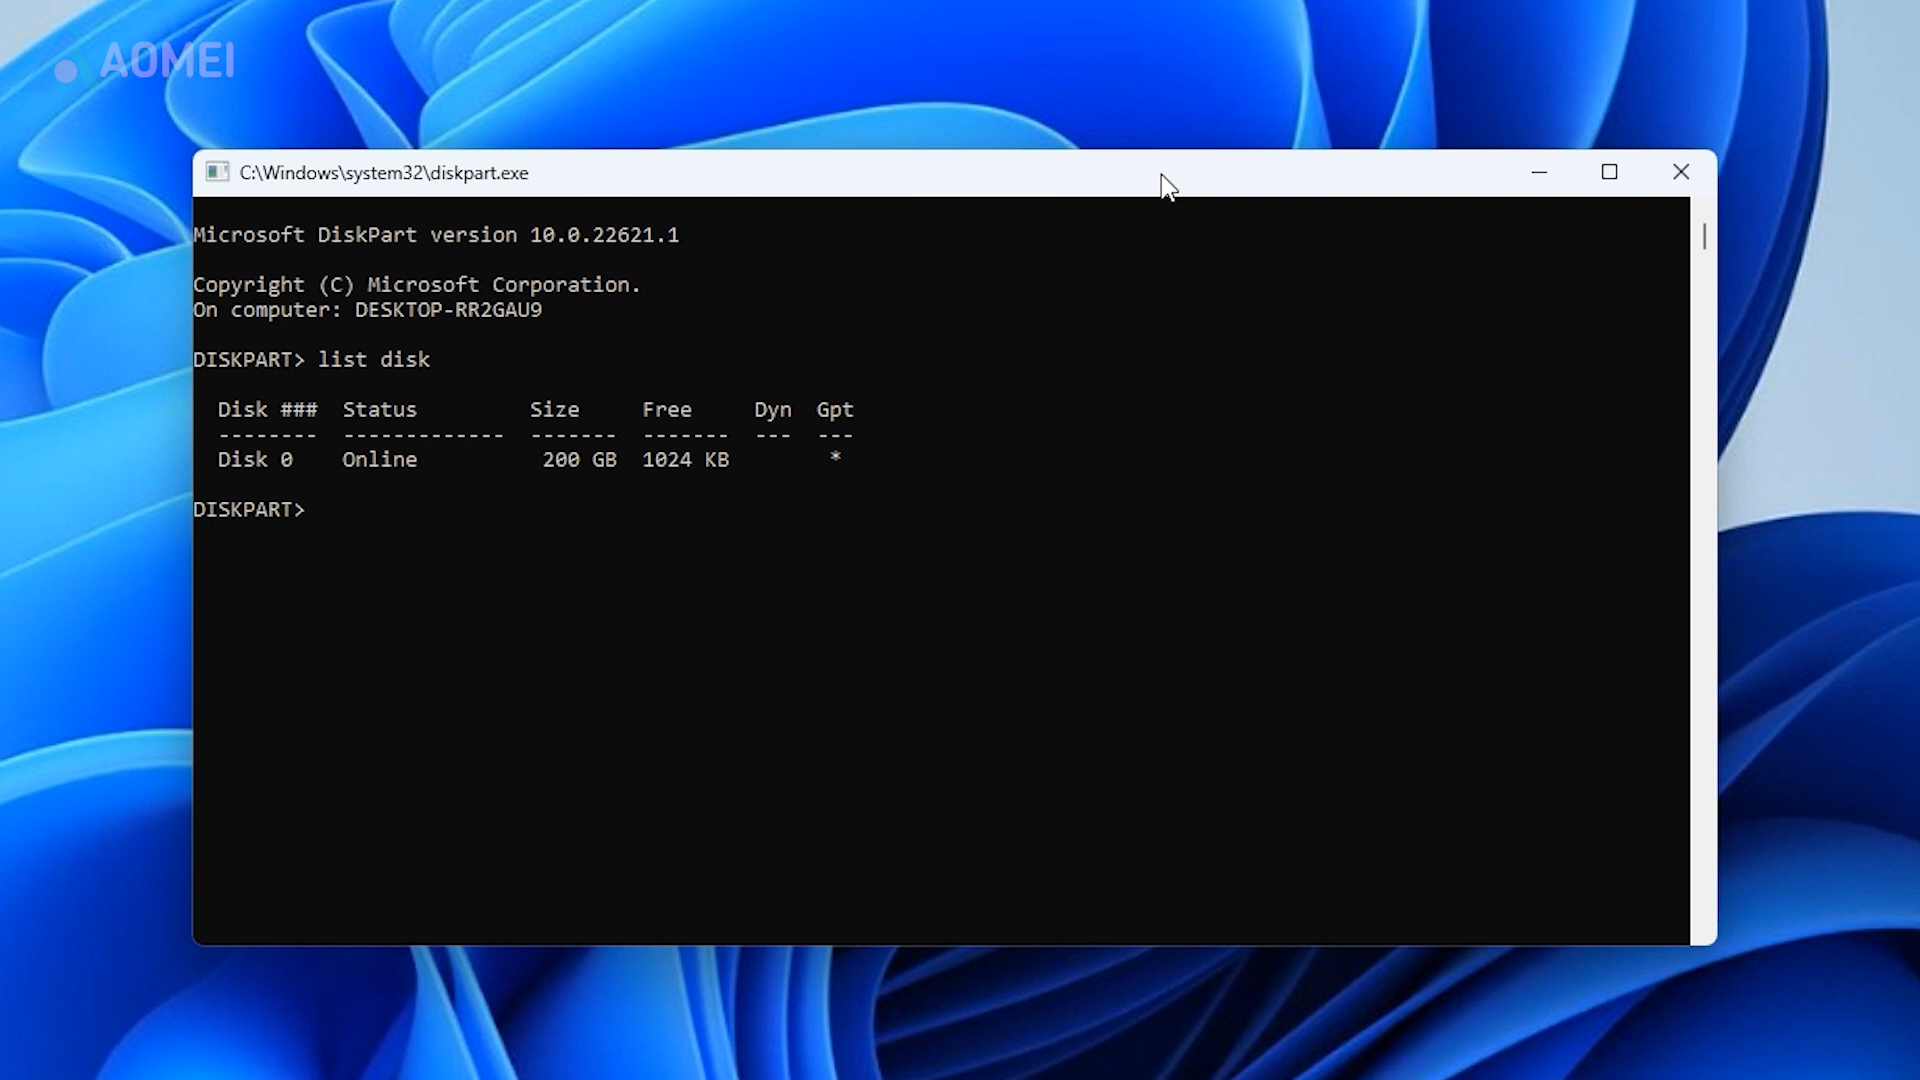 AOMEI
C:\Windows\system32\diskpart.exe
Microsoft DiskPart version 10.0.22621.1
Copyright (C) Microsoft Corporation.
On computer: DESKTOP-RR2GAU9
DISKPART> list disk
Disk ###  Status         Size     Free     Dyn  Gpt
--------  -------------  -------  -------  ---  ---
Disk 0    Online          200 GB  1024 KB        *
DISKPART>